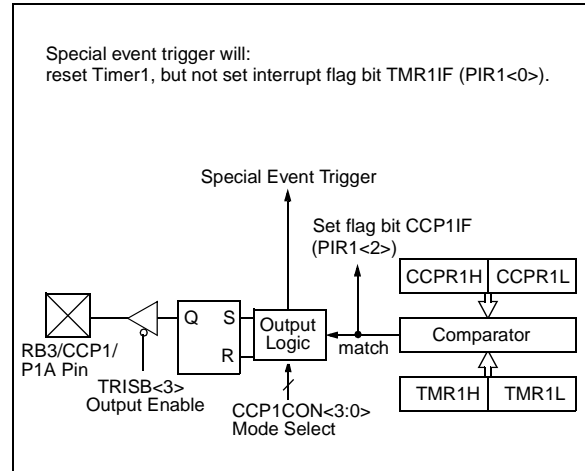 Special event trigger will:
reset Timer1, but not set interrupt flag bit TMR1IF (PIR1<0>).
Special Event Trigger
Set flag bit CCP1IF
(PIR1<2>)
CCPR1H CCPR1L
Q S Output
Logic
R
match
Comparator
RB3/CCP1/
P1A Pin
TRISB<3>
Output Enable
CCP1CON<3:0>
Mode Select
TMR1H TMR1L